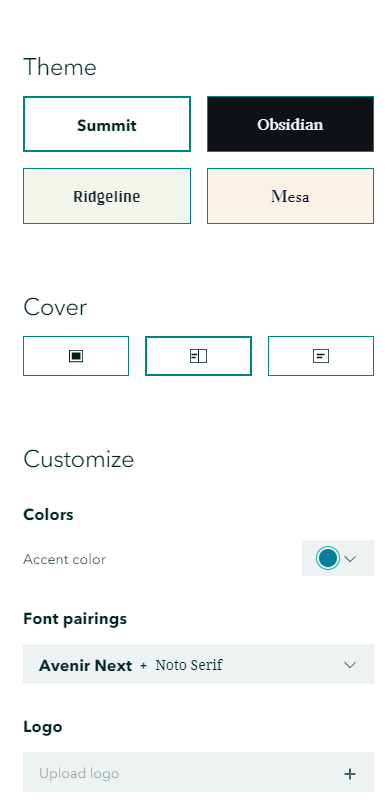 Theme
Summit
Obsidian
Ridgeline
Mesa
Cover
Customize
Colors
Accent color
Font pairings
Avenir Next + Noto Serif
Logo
Upload logo